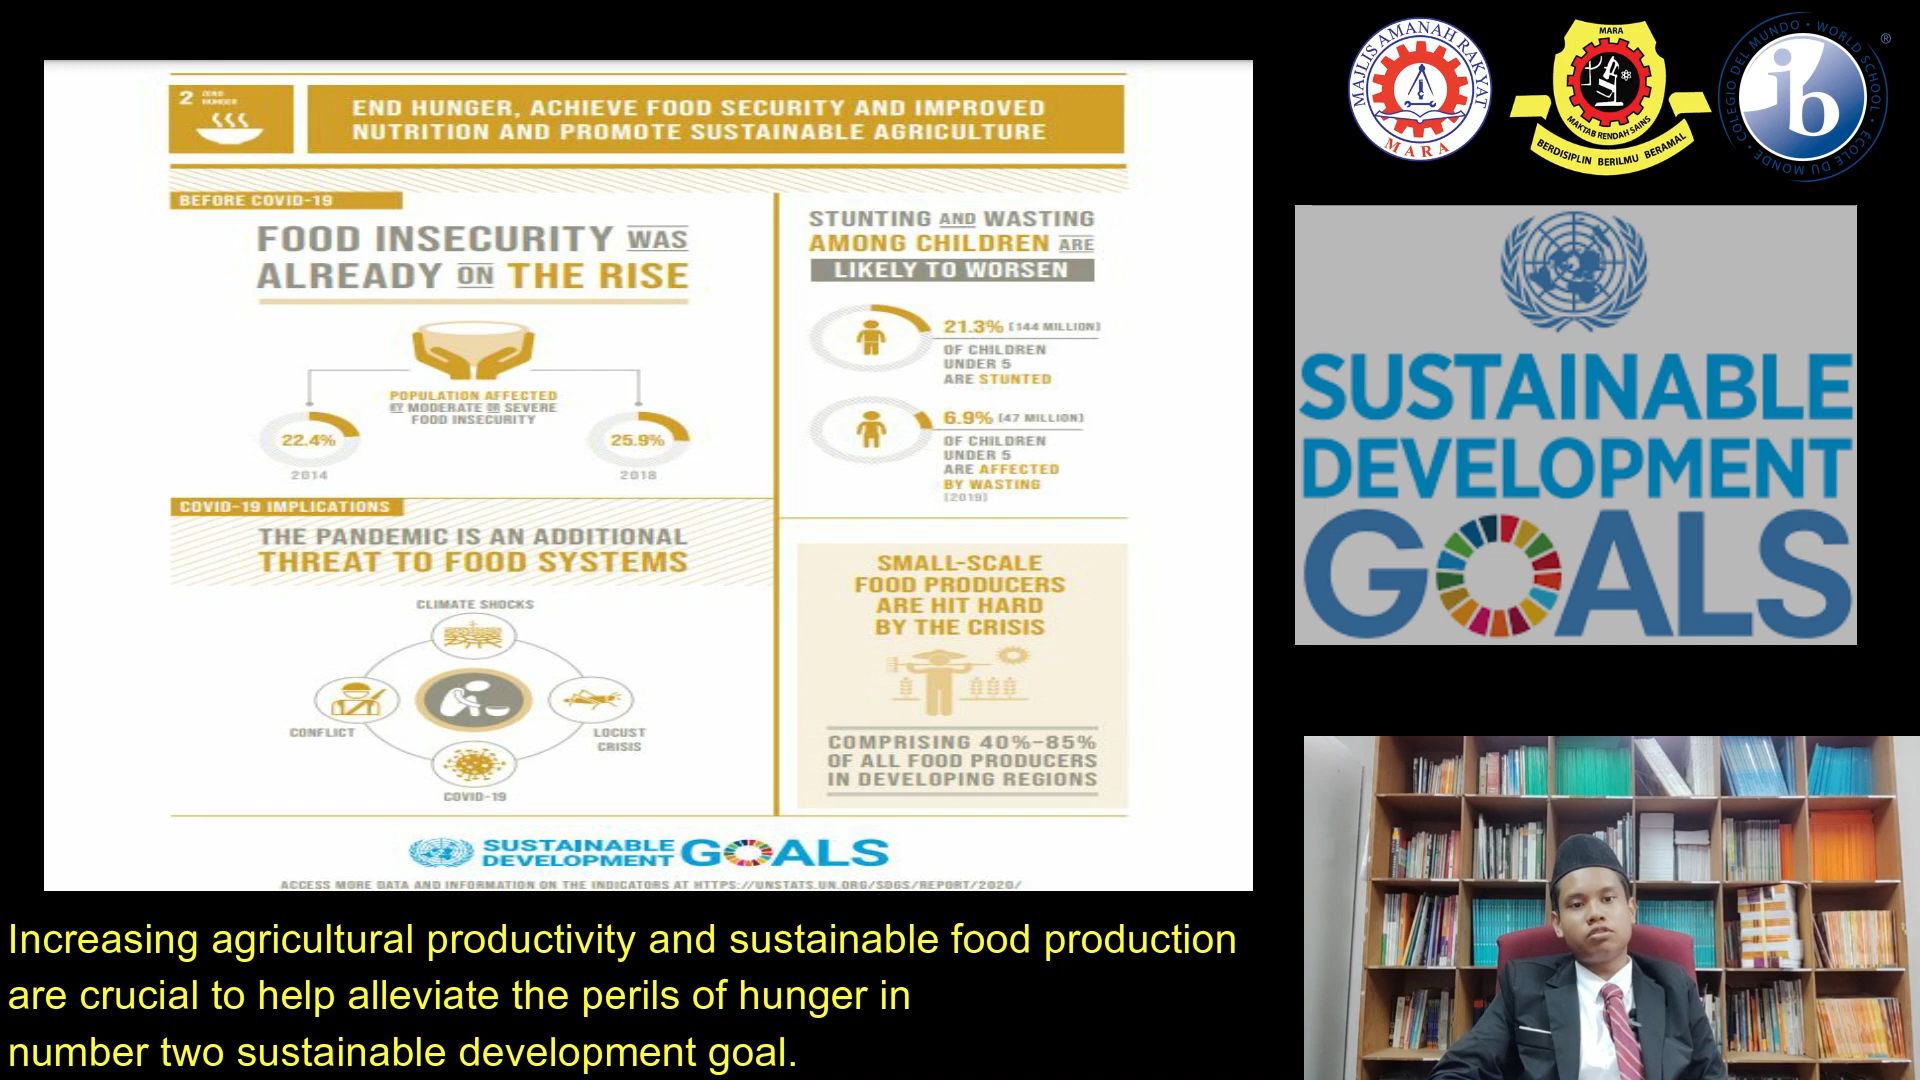 2 ZERO
HUNGER
END HUNGER, ACHIEVE FOOD SECURITY AND IMPROVED
NUTRITION AND PROMOTE SUSTAINABLE AGRICULTURE
BEFORE COVID-19
FOOD INSECURITY WAS
ALREADY ON THE RISE
POPULATION AFFECTED
BY MODERATE OR SEVERE
FOOD INSECURITY
22.4%
2014
25.9%
2018
COVID-19 IMPLICATIONS
THE PANDEMIC IS AN ADDITIONAL
THREAT TO FOOD SYSTEMS
CLIMATE SHOCKS
CONFLICT
LOCUST
CRISIS
COVID-19
STUNTING AND WASTING
AMONG CHILDREN ARE
LIKELY TO WORSEN
21.3% (144 MILLION)
OF CHILDREN
UNDER 5
ARE STUNTED
6.9% (47 MILLION)
OF CHILDREN
UNDER 5
ARE AFFECTED
BY WASTING
(2019)
SMALL-SCALE
FOOD PRODUCERS
ARE HIT HARD
BY THE CRISIS
COMPRISING 40%-85%
OF ALL FOOD PRODUCERS
IN DEVELOPING REGIONS
SUSTAINABLE
DEVELOPMENT
GOALS
ACCESS MORE DATA AND INFORMATION ON THE INDICATORS AT HTTPS://UNSTATS.UN.ORG/SDGS/REPORT/2020/
MAJLIS AMANAH RAKYAT
MARA
MARA
MAKTAB RENDAH SAINS
BERDISIPLIN BERILMU BERAMAL
ib
COLEGIO DEL MUNDO • WORLD SCHOOL • ÉCOLE DU MONDE •
®
SUSTAINABLE
DEVELOPMENT
GOALS
Increasing agricultural productivity and sustainable food production
are crucial to help alleviate the perils of hunger in
number two sustainable development goal.